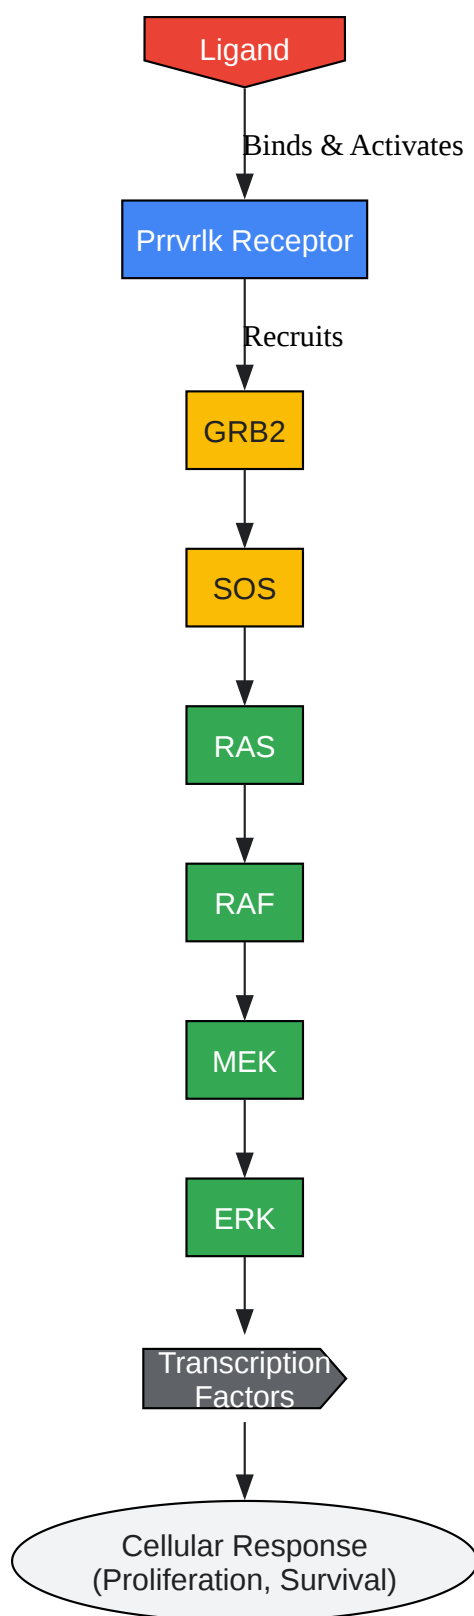 Ligand
Binds & Activates
Prrvrlk Receptor
Recruits
GRB2
SOS
RAS
RAF
MEK
ERK
Transcription
Factors
Cellular Response
(Proliferation, Survival)